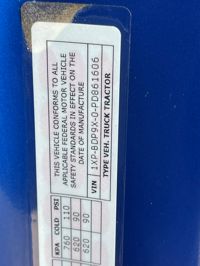 THIS VEHICLE CONFORMS TO ALL
APPLICABLE FEDERAL MOTOR VEHICLE
SAFETY STANDARDS IN EFFECT ON THE
DATE OF MANUFACTURE
VIN 1XP-BDP9X-0-PD861606
TYPE VEH. TRUCK TRACTOR
KPA COLD PSI
760 110
620 90
620 90